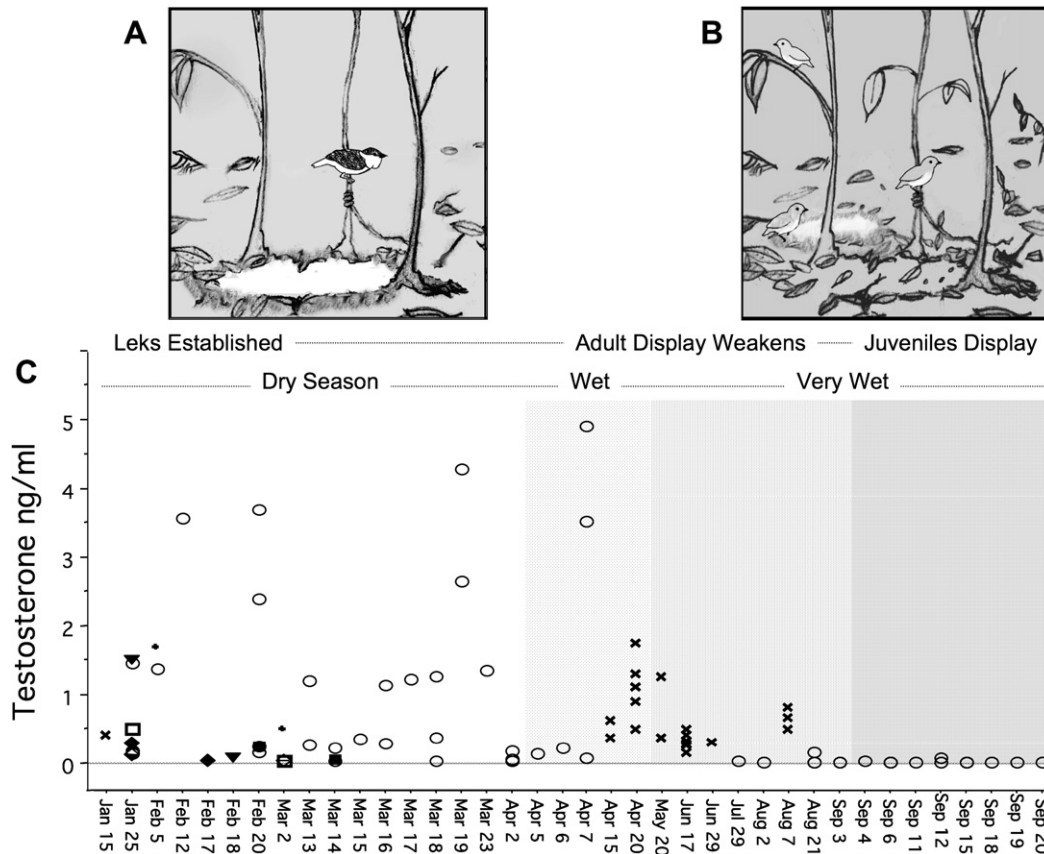 A
B
Leks Established
Adult Display Weakens
Juveniles Display
C
Dry Season
Wet
Very Wet
5
4
3
2
1
0
Testosterone ng/ml
Jan 15
Jan 25
Feb 5
Feb 12
Feb 17
Feb 18
Feb 20
Mar 2
Mar 13
Mar 14
Mar 15
Mar 16
Mar 17
Mar 18
Mar 19
Mar 23
Apr 2
Apr 5
Apr 6
Apr 7
Apr 15
Apr 20
May 20
Jun 17
Jun 29
Jul 29
Aug 2
Aug 7
Aug 21
Sep 3
Sep 4
Sep 9
Sep 11
Sep 12
Sep 15
Sep 18
Sep 19
Sep 20